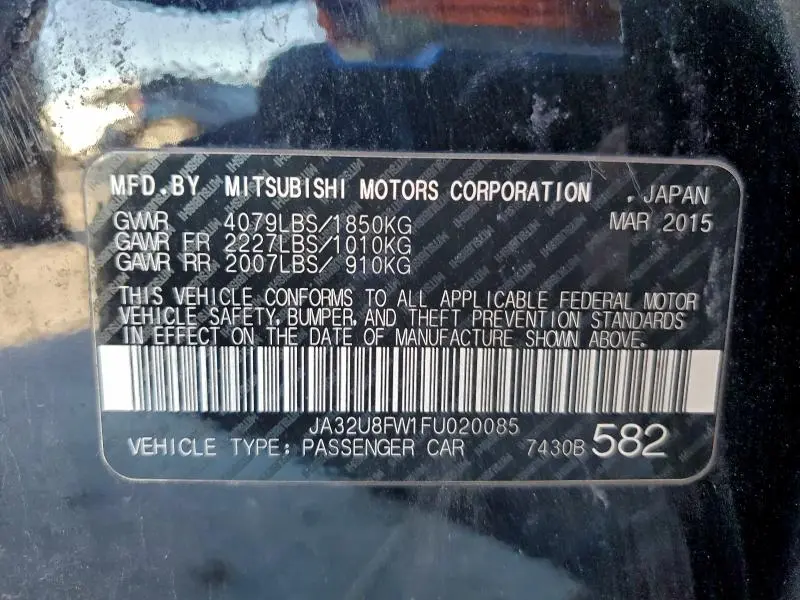 MFD.BY MITSUBISHI MOTORS CORPORATION , JAPAN
GVWR 4079LBS/1850KG MAR 2015
GAWR FR 2227LBS/1010KG
GAWR RR 2007LBS/ 910KG
THIS VEHICLE CONFORMS TO ALL APPLICABLE FEDERAL MOTOR
VEHICLE SAFETY, BUMPER, AND THEFT PREVENTION STANDARDS
IN EFFECT ON THE DATE OF MANUFACTURE SHOWN ABOVE.
JA32U8FW1FU020085
VEHICLE TYPE: PASSENGER CAR 7430B 582